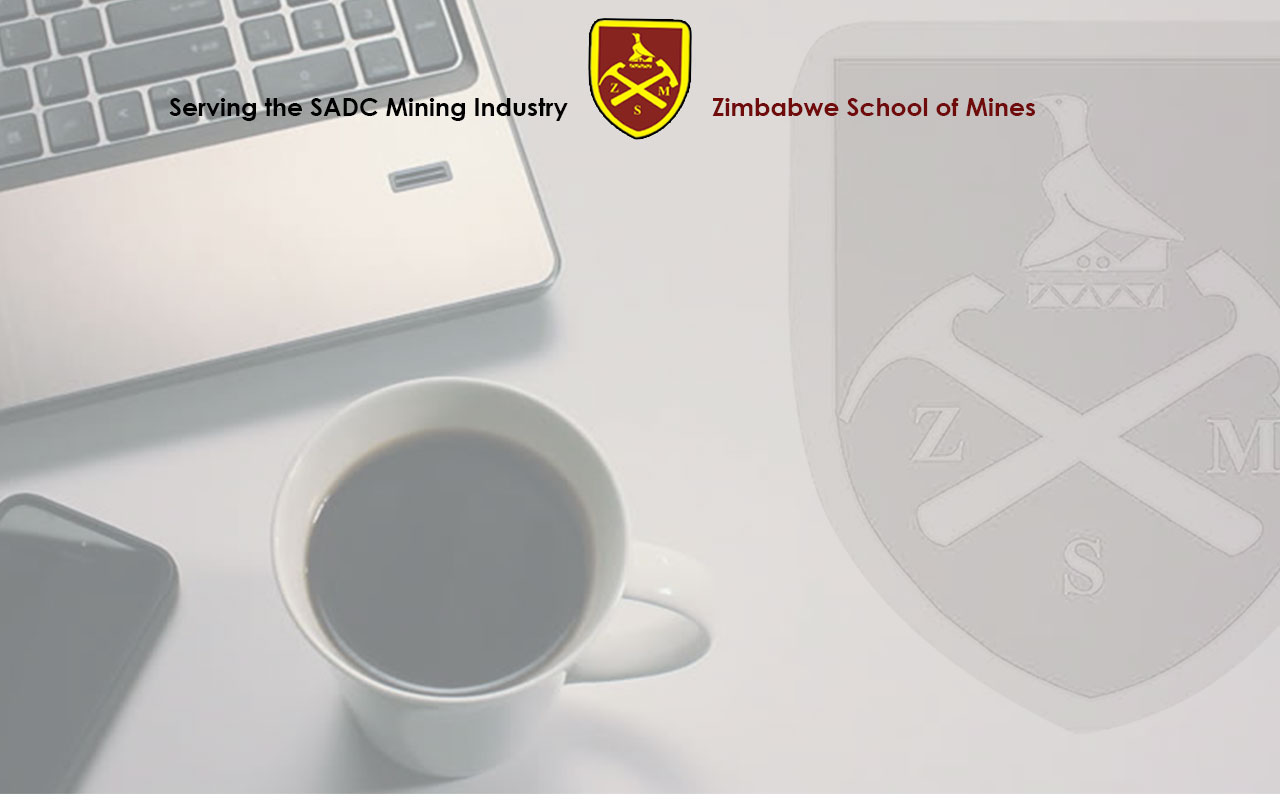 Serving the SADC Mining Industry
Z M
S
Zimbabwe School of Mines
Z M
S